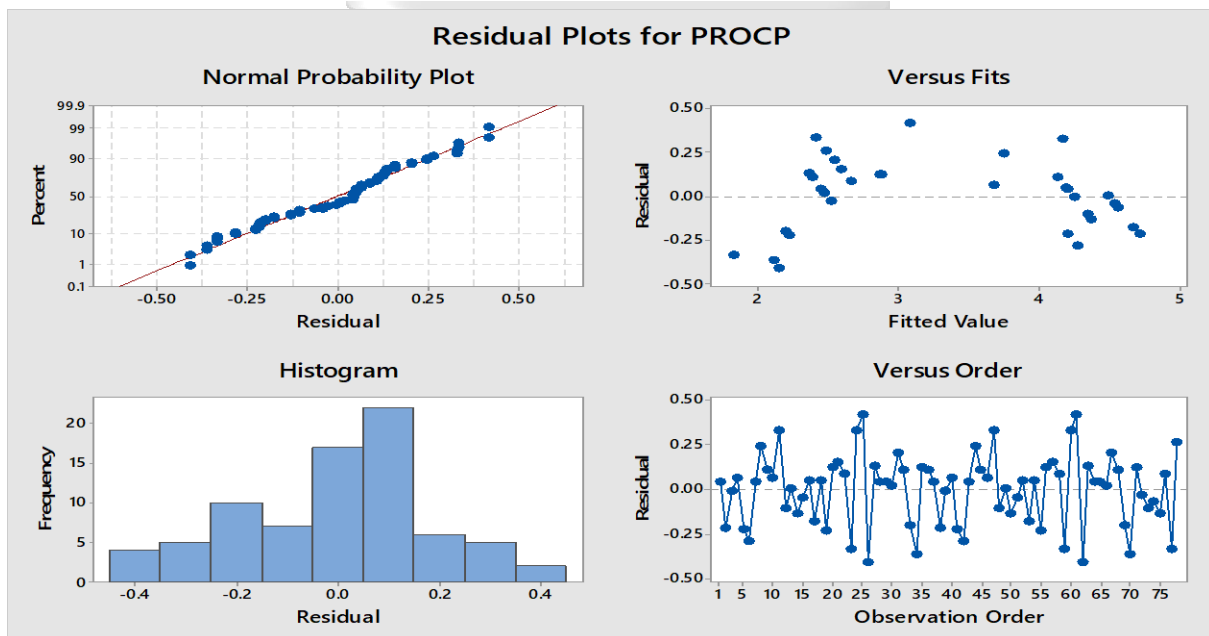 Residual Plots for PROCP
Normal Probability Plot
99.9
99
90
50
10
1
0.1
Percent
-0.50
-0.25
0.00
0.25
0.50
Residual
Versus Fits
0.50
0.25
0.00
-0.25
-0.50
Residual
2
3
4
5
Fitted Value
Histogram
20
15
10
5
0
Frequency
-0.4
-0.2
0.0
0.2
0.4
Residual
Versus Order
0.50
0.25
0.00
-0.25
-0.50
Residual
1 5 10 15 20 25 30 35 40 45 50 55 60 65 70 75
Observation Order